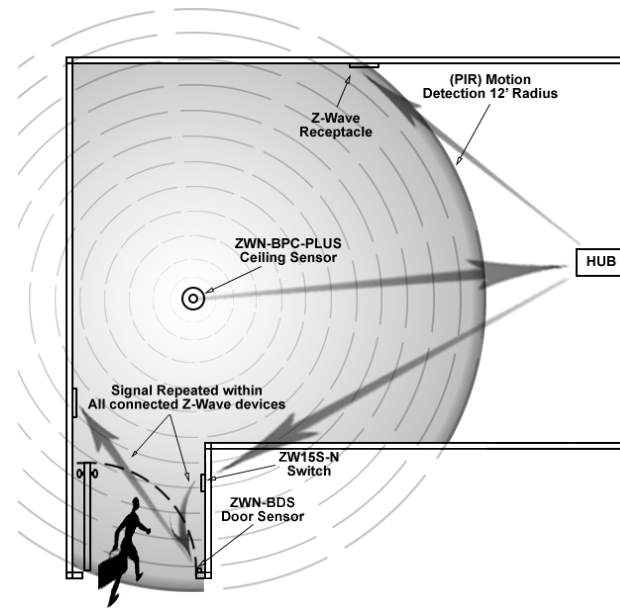 (PIR) Motion
Detection 12' Radius
Z-Wave
Receptacle
ZWN-BPC-PLUS
Ceiling Sensor
HUB
Signal Repeated within
All connected Z-Wave devices
ZW15S-N
Switch
ZWN-BDS
Door Sensor